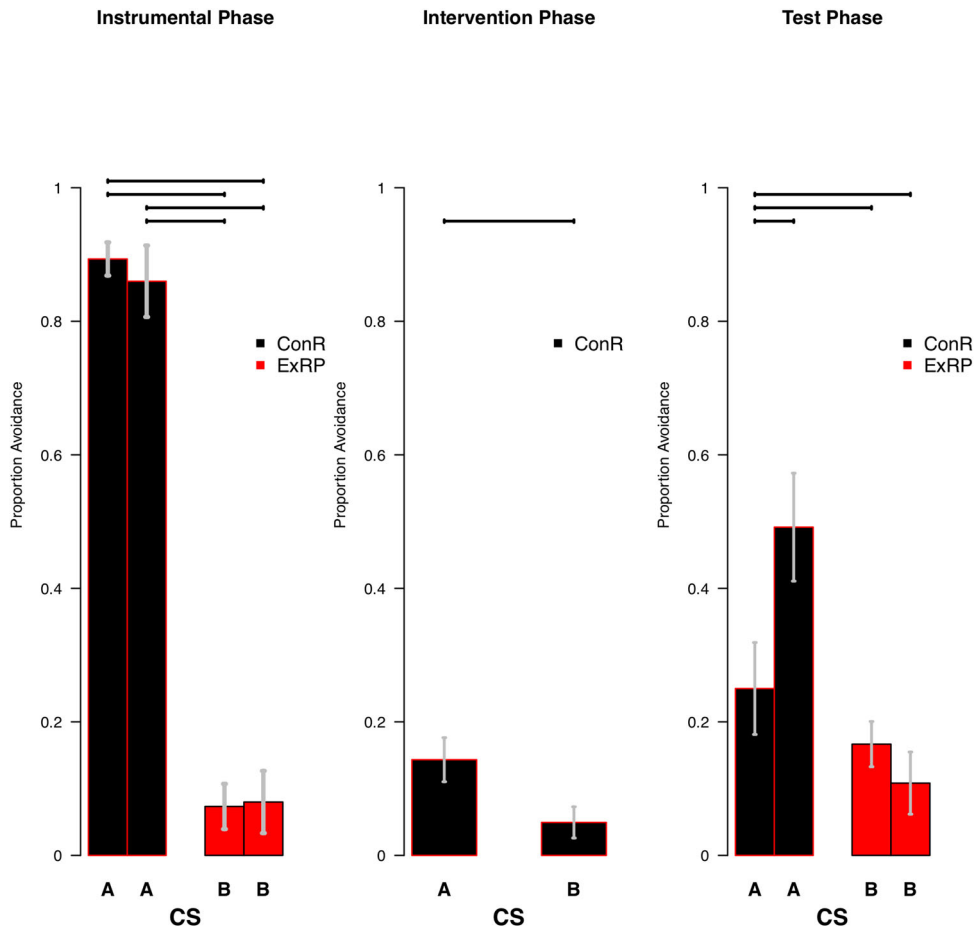 Instrumental Phase
Proportion Avoidance
1
0.8
0.6
0.4
0.2
0
ConR
ExRP
A A B B
CS
Intervention Phase
Proportion Avoidance
1
0.8
0.6
0.4
0.2
0
ConR
A B
CS
Test Phase
Proportion Avoidance
1
0.8
0.6
0.4
0.2
0
ConR
ExRP
A A B B
CS